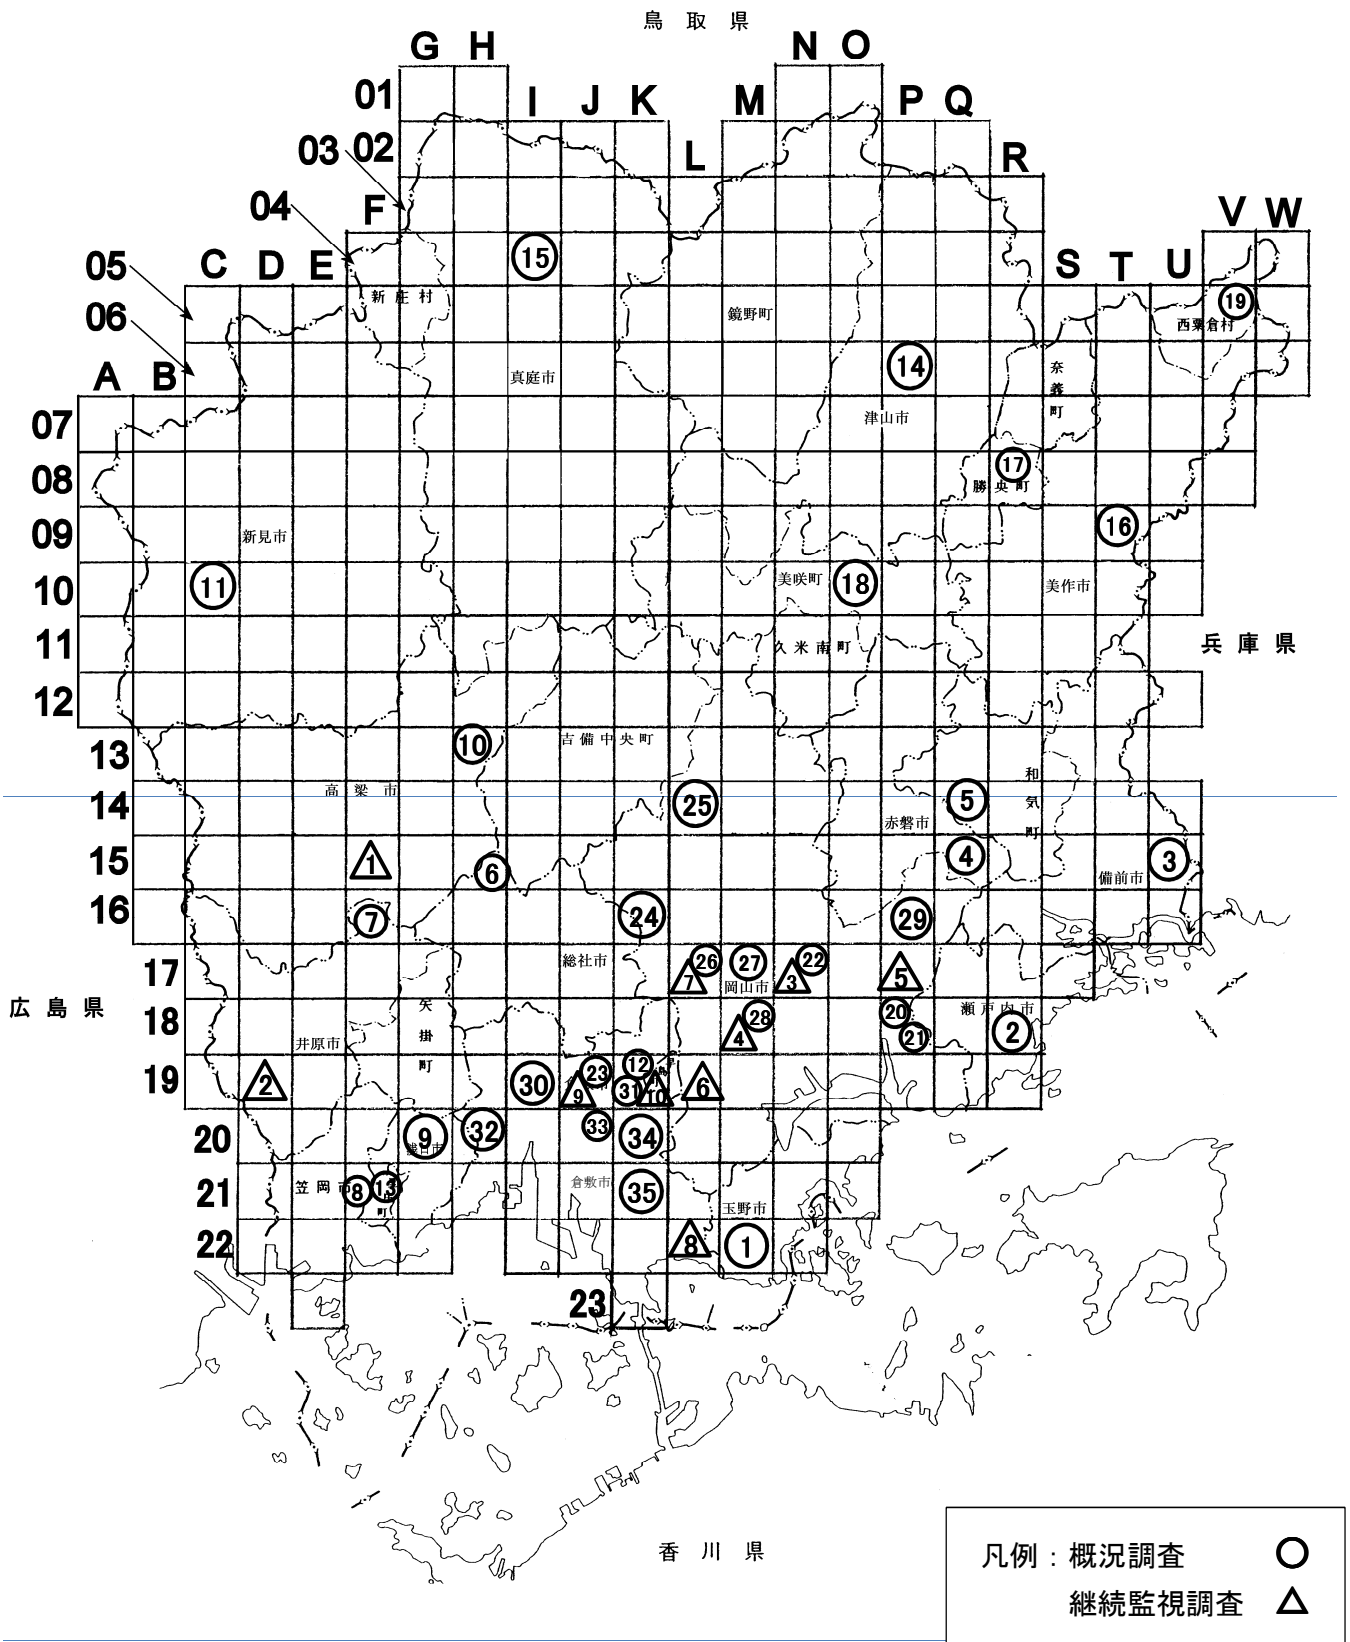 鳥 取 県
G H N O
01 I J K M P Q
03 02 L R
04 F V W
05 C D E 15 S T U
新 庄 村
06 鏡野町 19
西粟倉村
A B 真庭市 14 奈義町
07 津山市
08 17
勝 央 町
09 新見市 16
10 11 美咲町 18 美作市
11 久米南町 兵 庫 県
12
13 10 吉備中央町
和気町
14 高 梁 市 25 赤磐市 5
15 1 6 4 備前市 3
16 7 24 29
17 総社市 26 7 27 岡山市 3 22 5
広 島 県 矢掛町 瀬戸内市
18 井原市 28 4 20 21 2
19 2 30 23 9 12 31 10 6
20 9 32 33 34
21 笠岡市 8 13 町 倉敷市 35 玉野市
22 8 1
23
香 川 県
凡例：概況調査 ○
継続監視調査 △